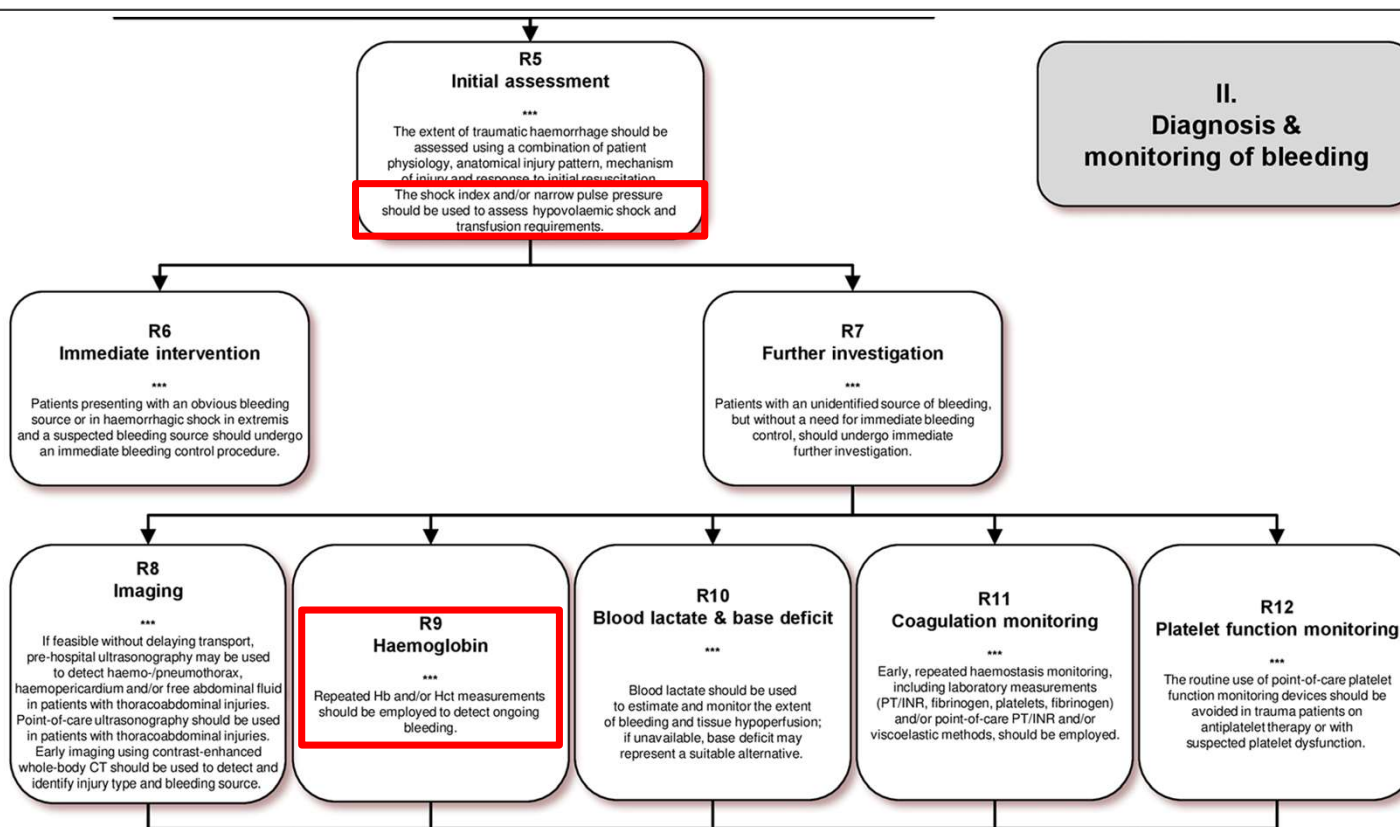 R5
Initial assessment
***
The extent of traumatic haemorrhage should be
assessed using a combination of patient
physiology, anatomical injury pattern, mechanism
of injury and response to initial resuscitation.
The shock index and/or narrow pulse pressure
should be used to assess hypovolaemic shock and
transfusion requirements.
II.
Diagnosis &
monitoring of bleeding
R6
Immediate intervention
***
Patients presenting with an obvious bleeding
source or in haemorrhagic shock in extremis
and a suspected bleeding source should undergo
an immediate bleeding control procedure.
R7
Further investigation
***
Patients with an unidentified source of bleeding,
but without a need for immediate bleeding
control, should undergo immediate
further investigation.
R8
Imaging
***
If feasible without delaying transport,
pre-hospital ultrasonography may be used
to detect haemo-/pneumothorax,
haemopericardium and/or free abdominal fluid
in patients with thoracoabdominal injuries.
Point-of-care ultrasonography should be used
in patients with thoracoabdominal injuries.
Early imaging using contrast-enhanced
whole-body CT should be used to detect and
identify injury type and bleeding source.
R9
Haemoglobin
***
Repeated Hb and/or Hct measurements
should be employed to detect ongoing
bleeding.
R10
Blood lactate & base deficit
***
Blood lactate should be used
to estimate and monitor the extent
of bleeding and tissue hypoperfusion;
if unavailable, base deficit may
represent a suitable alternative.
R11
Coagulation monitoring
***
Early, repeated haemostasis monitoring,
including laboratory measurements
(PT/INR, fibrinogen, platelets, fibrinogen)
and/or point-of-care PT/INR and/or
viscoelastic methods, should be employed.
R12
Platelet function monitoring
***
The routine use of point-of-care platelet
function monitoring devices should be
avoided in trauma patients on
antiplatelet therapy or with
suspected platelet dysfunction.